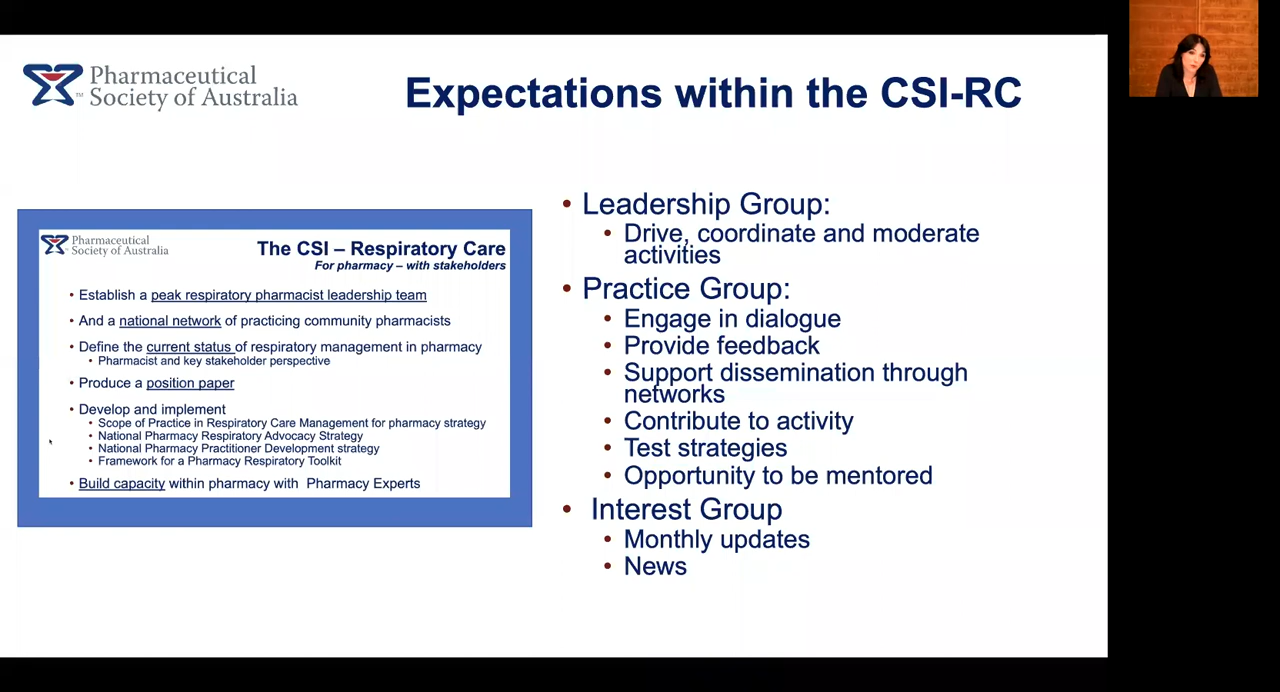 Pharmaceutical
Society of Australia
TM
Expectations within the CSI-RC
Pharmaceutical
Society of Australia
The CSI – Respiratory Care
For pharmacy – with stakeholders
• Establish a peak respiratory pharmacist leadership team
• And a national network of practicing community pharmacists
• Define the current status of respiratory management in pharmacy
• Pharmacist and key stakeholder perspective
• Produce a position paper
• Develop and implement
• Scope of Practice in Respiratory Care Management for pharmacy strategy
• National Pharmacy Respiratory Advocacy Strategy
• National Pharmacy Practitioner Development strategy
• Framework for a Pharmacy Respiratory Toolkit
• Build capacity within pharmacy with Pharmacy Experts
• Leadership Group:
• Drive, coordinate and moderate
activities
• Practice Group:
• Engage in dialogue
• Provide feedback
• Support dissemination through
networks
• Contribute to activity
• Test strategies
• Opportunity to be mentored
• Interest Group
• Monthly updates
• News